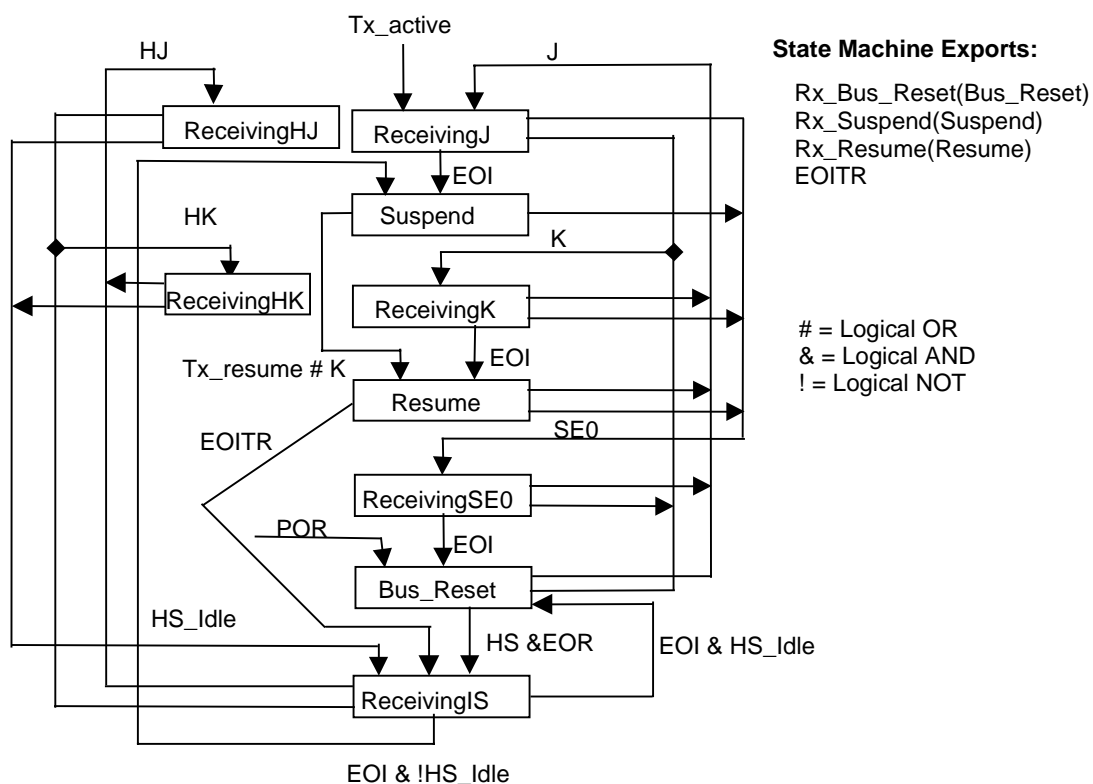 Tx_active
HJ
J
State Machine Exports:
Rx_Bus_Reset(Bus_Reset)
Rx_Suspend(Suspend)
Rx_Resume(Resume)
EOITR
ReceivingHJ
ReceivingJ
EOI
Suspend
HK
K
ReceivingHK
ReceivingK
# = Logical OR
& = Logical AND
! = Logical NOT
EOI
Tx_resume # K
Resume
SE0
EOITR
ReceivingSE0
POR
EOI
Bus_Reset
HS_Idle
HS &EOR
EOI & HS_Idle
ReceivingIS
EOI & !HS_Idle